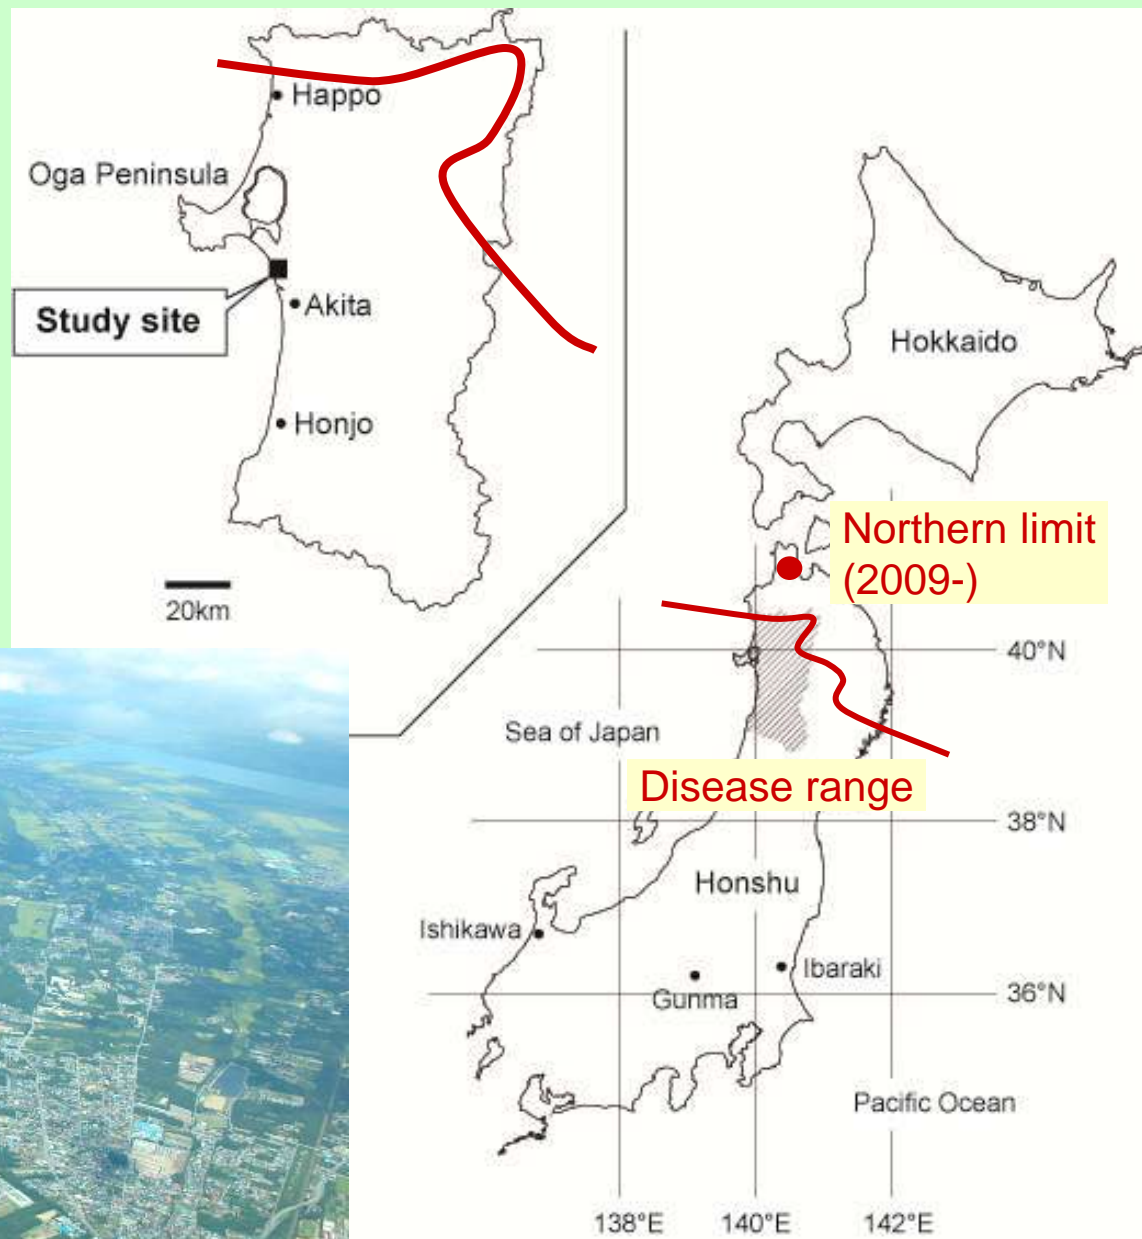 Happo
Oga Peninsula
Study site
Akita
Honjo
20km
Hokkaido
Northern limit
(2009-)
40°N
Sea of Japan
Disease range
38°N
Honshu
Ishikawa
Ibaraki
Gunma
36°N
Pacific Ocean
138°E 140°E 142°E